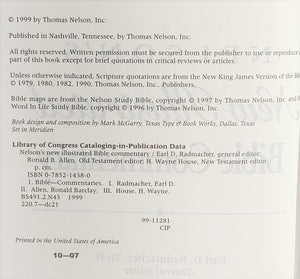 © 1999 by Thomas Nelson, Inc.
Published in Nashville, Tennessee, by Thomas Nelson, Inc.
All rights reserved. Written permission must be secured from the publisher to use or reproduce
part of this book except for brief quotations in critical reviews or articles.
Unless otherwise indicated, Scripture quotations are from the New King James Version of the
© 1979, 1980, 1982, 1990, Thomas Nelson, Inc., Publishers.
Bible maps are from the Nelson Study Bible, copyright © 1997 by Thomas Nelson, Inc. and
Word In Life Study Bible, copyright © 1996 by Thomas Nelson, Inc.
Book design and composition by Mark McGarry, Texas Type & Book Works, Dallas, Texas
Set in Meridien
Library of Congress Cataloging-in-Publication Data
Nelson's new illustrated Bible commentary / Earl D. Radmacher, general editor;
Ronald B. Allen, Old Testament editor; H. Wayne House, New Testament editor.
p. cm.
ISBN 0-7852-1438-0
1. Bible—Commentaries. I. Radmacher, Earl D.
II. Allen, Ronald Barclay. III. House, H. Wayne.
BS491.2.N43 1999
220.7—dc21
99-11281
CIP
Printed in the United States of America
10—07